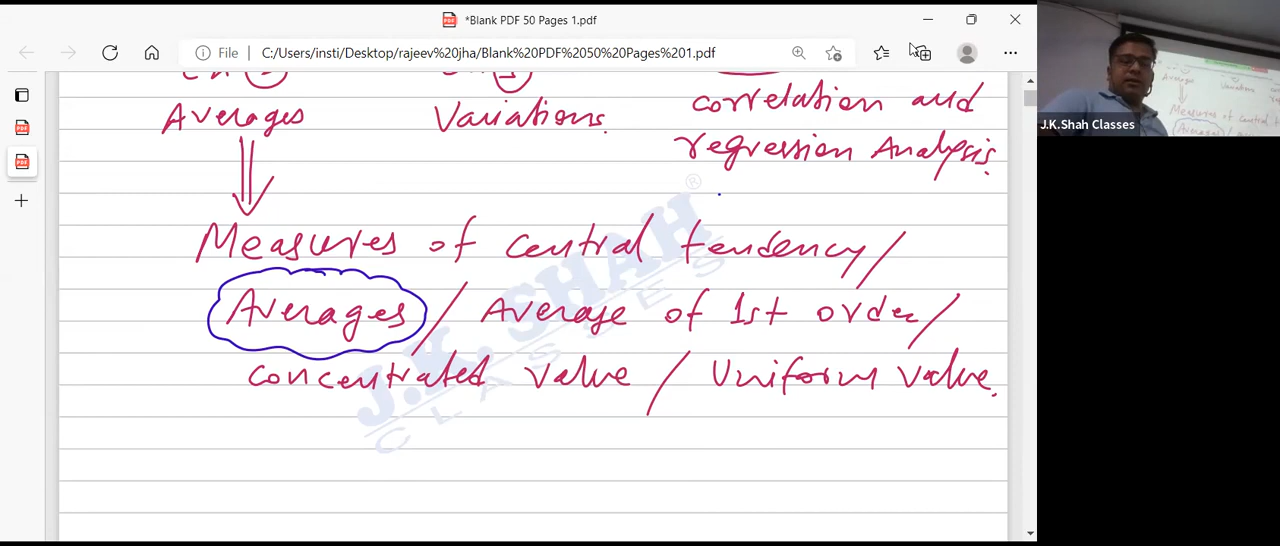 *Blank PDF 50 Pages 1.pdf
File C:/Users/insti/Desktop/rajeev%20jha/Blank%20PDF%2050%20Pages%201.pdf
Averages Variations. correlation and
regression Analysis.
Measures of central tendency/
Averages / Average of 1st order/
concentrated value / Uniform value.
J.K. SHAH ®
CLASSES
J.K.Shah Classes